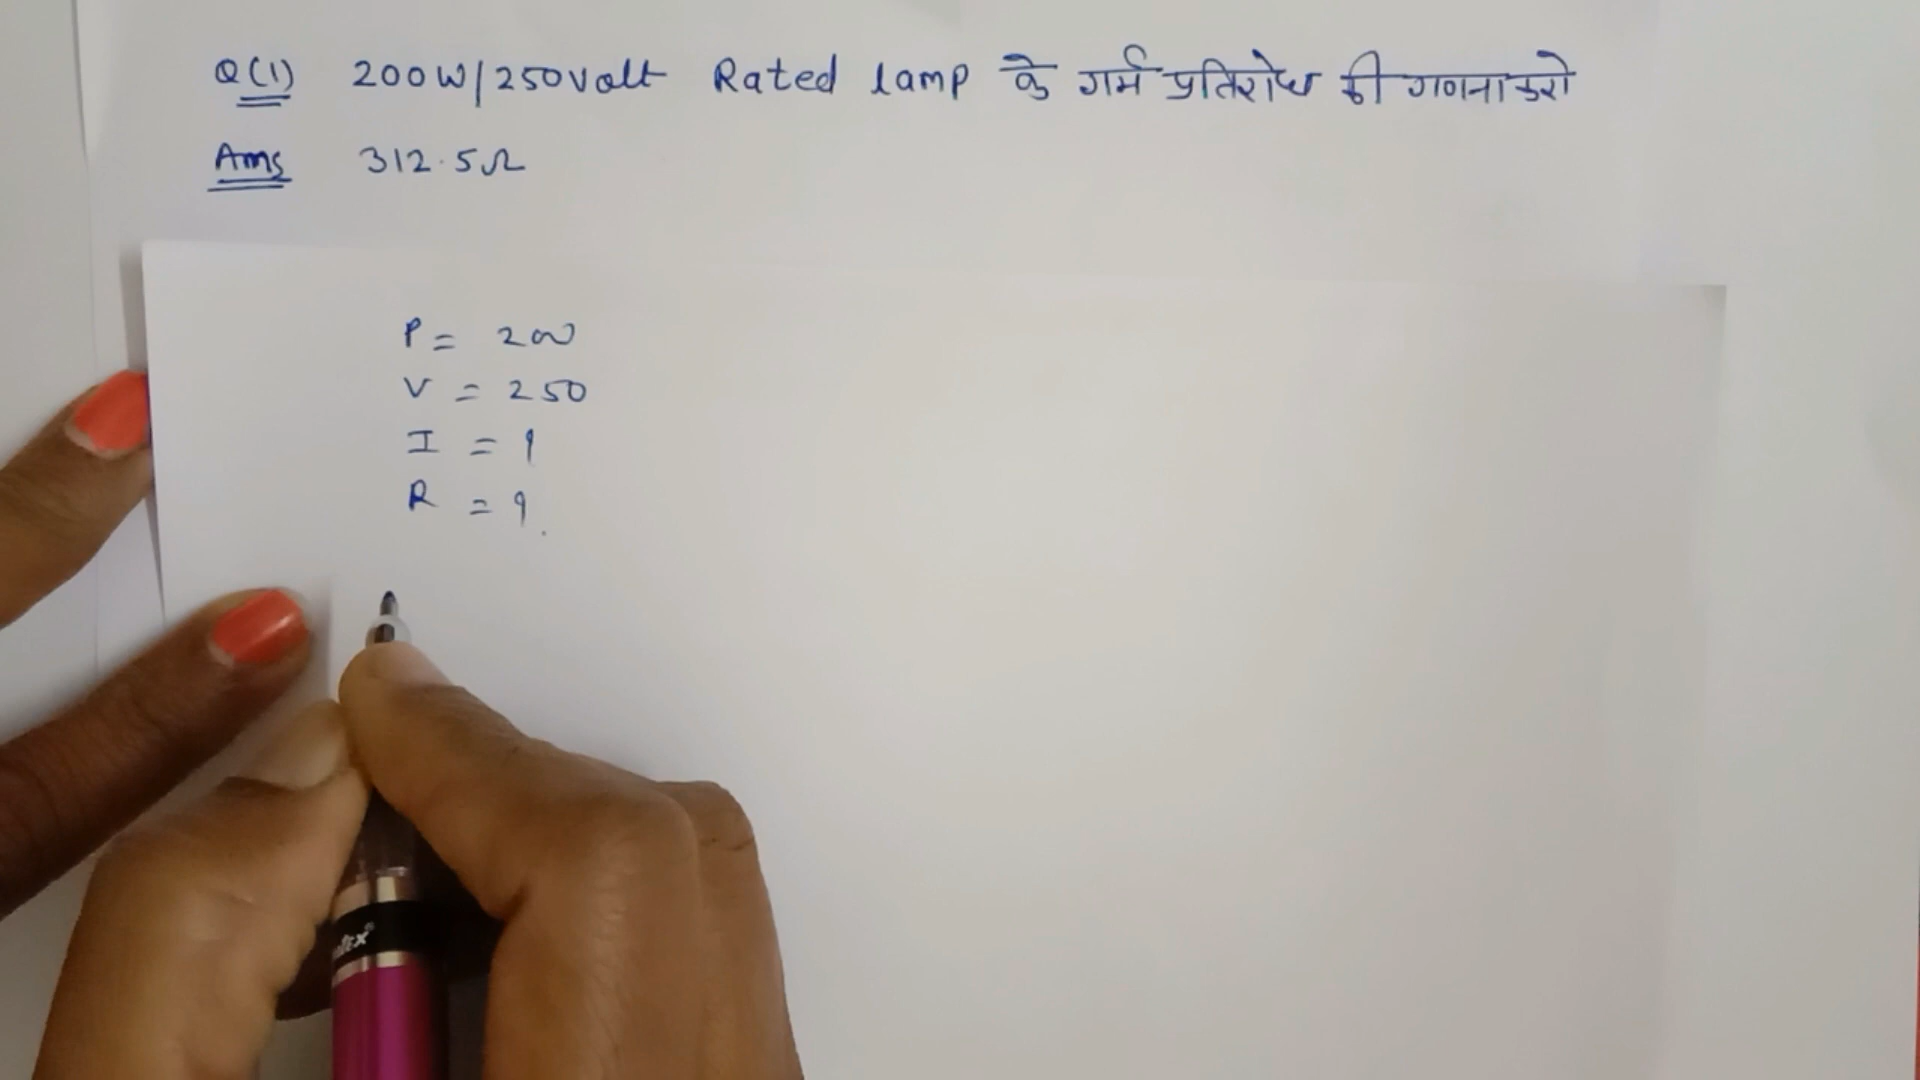 Q(1) 200W/250Volt Rated lamp के गर्म प्रतिरोध की गणना करो
Ans 312.5Ω
P = 200
V = 250
I = ?
R = ?